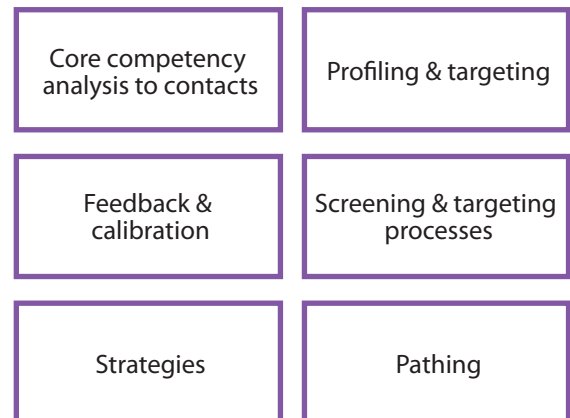 Core competency
analysis to contacts
Profiling & targeting
Feedback &
calibration
Screening & targeting
processes
Strategies
Pathing